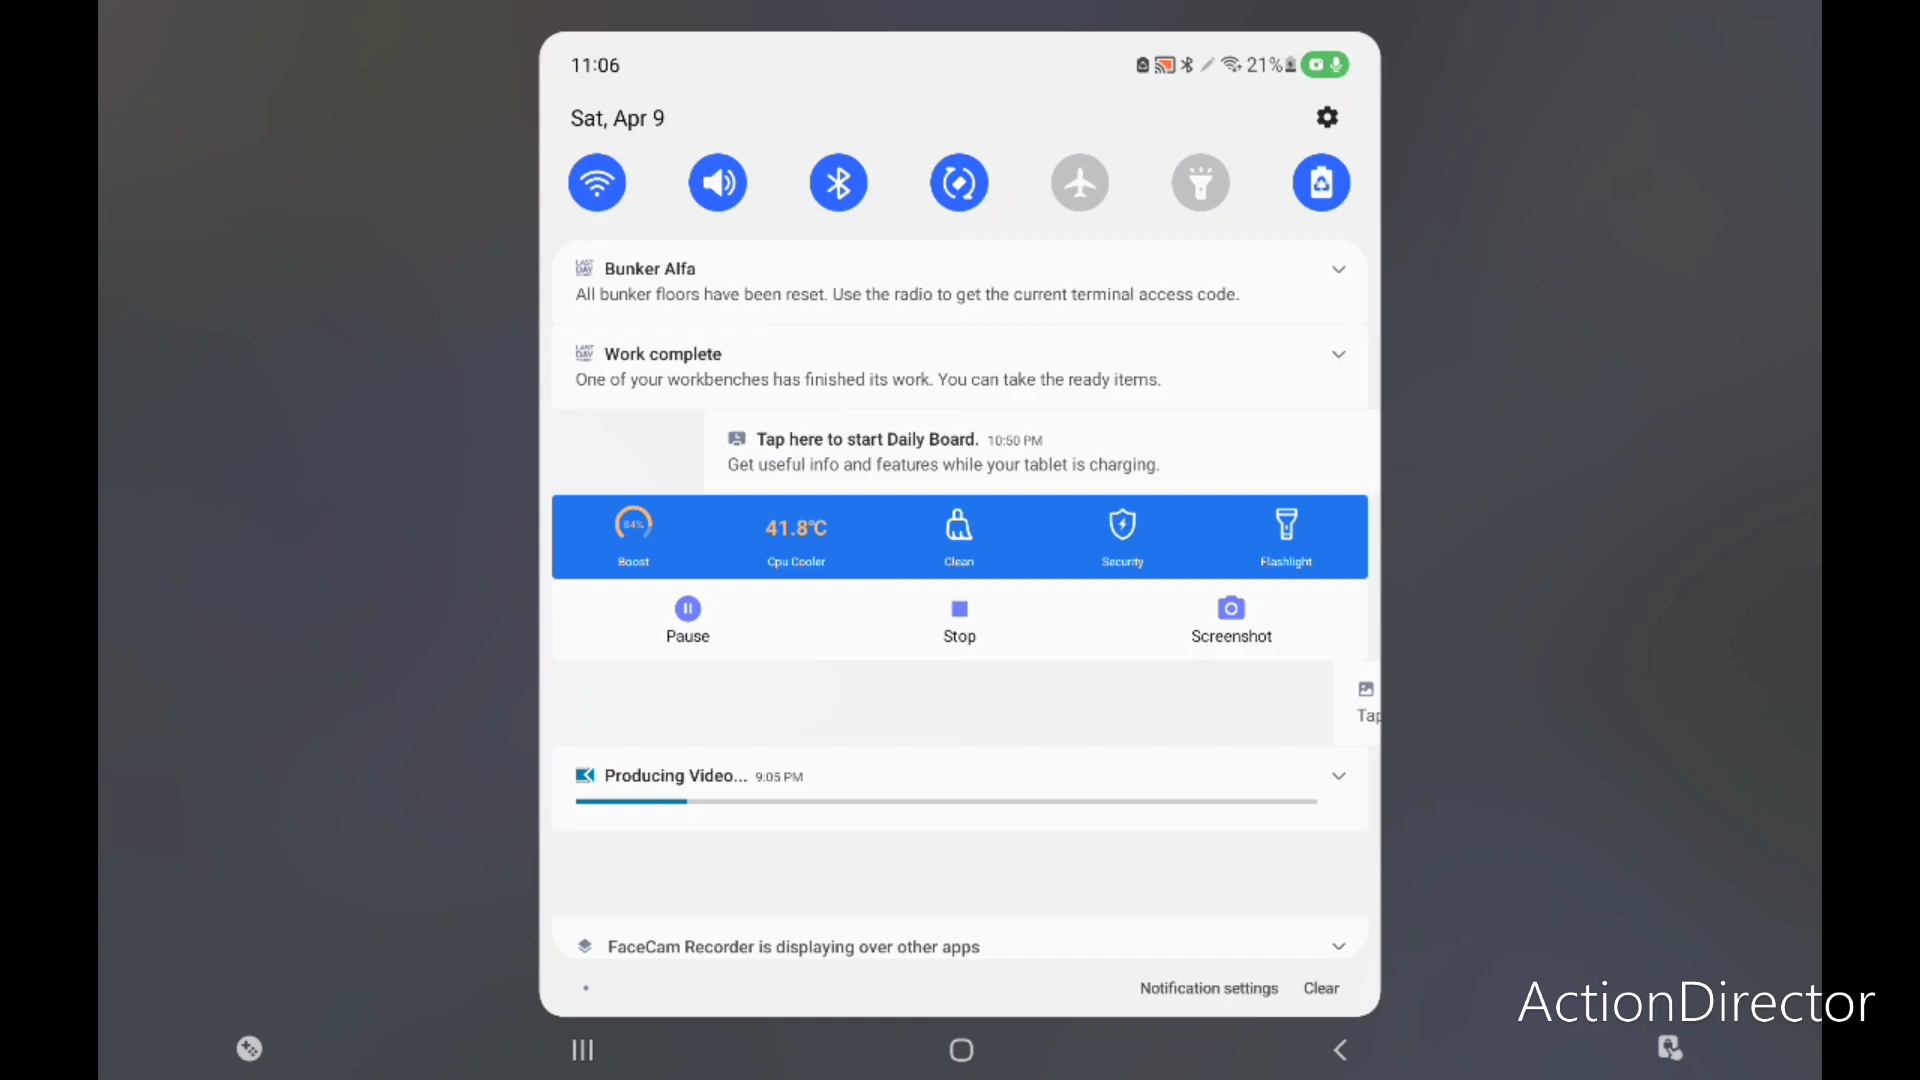 11:06
21%
Sat, Apr 9
LAST DAY
Bunker Alfa
All bunker floors have been reset. Use the radio to get the current terminal access code.
LAST DAY
Work complete
One of your workbenches has finished its work. You can take the ready items.
Tap here to start Daily Board. 10:50 PM
Get useful info and features while your tablet is charging.
84%
41.8°C
Boost
Cpu Cooler
Clean
Security
Flashlight
Pause
Stop
Screenshot
Tap
Producing Video... 9:05 PM
FaceCam Recorder is displaying over other apps
Notification settings
Clear
ActionDirector